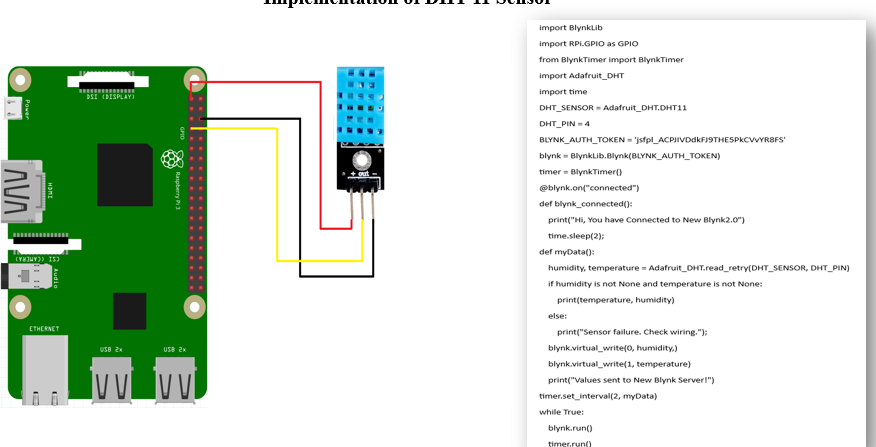 Implementation of DHT 11 Sensor
DSI (DISPLAY)
Power
GPIO
Raspberry Pi 3
HDMI
CSI (CAMERA)
Audio
ETHERNET
USB 2x
USB 2x
+ out -
import BlynkLib
import RPi.GPIO as GPIO
from BlynkTimer import BlynkTimer
import Adafruit_DHT
import time
DHT_SENSOR = Adafruit_DHT.DHT11
DHT_PIN = 4
BLYNK_AUTH_TOKEN = 'jsfpl_ACPJIVDdkFJ9THE5PkCVvYR8FS'
blynk = BlynkLib.Blynk(BLYNK_AUTH_TOKEN)
timer = BlynkTimer()
@blynk.on("connected")
def blynk_connected():
print("Hi, You have Connected to New Blynk2.0")
time.sleep(2);
def myData():
humidity, temperature = Adafruit_DHT.read_retry(DHT_SENSOR, DHT_PIN)
if humidity is not None and temperature is not None:
print(temperature, humidity)
else:
print("Sensor failure. Check wiring.");
blynk.virtual_write(0, humidity,)
blynk.virtual_write(1, temperature)
print("Values sent to New Blynk Server!")
timer.set_interval(2, myData)
while True:
blynk.run()
timer.run()